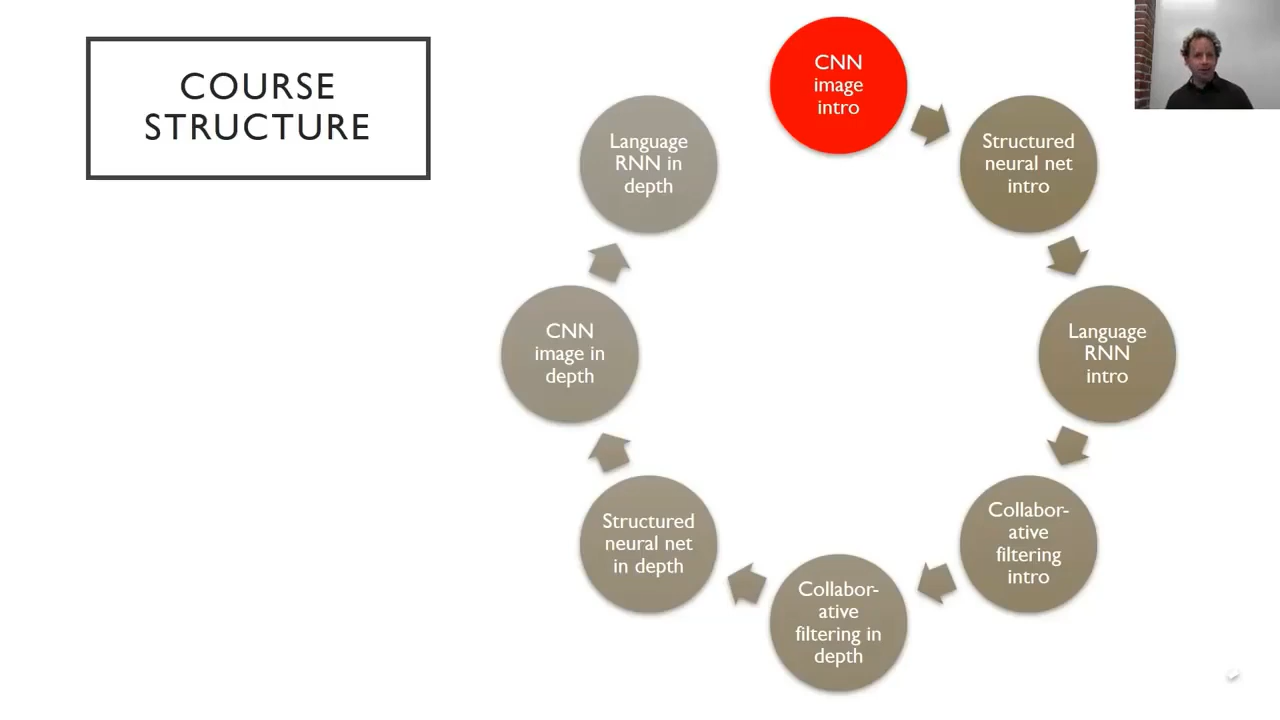 COURSE
STRUCTURE
CNN
image
intro
Structured
neural net
intro
Language
RNN
intro
Collabor-
ative
filtering
intro
Collabor-
ative
filtering in
depth
Structured
neural net
in depth
CNN
image in
depth
Language
RNN in
depth